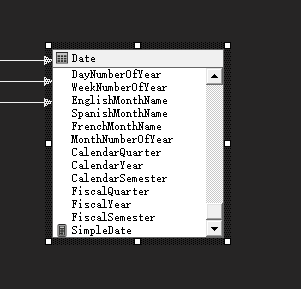 Date
DayNumberOfYear
WeekNumberOfYear
EnglishMonthName
SpanishMonthName
FrenchMonthName
MonthNumberOfYear
CalendarQuarter
CalendarYear
CalendarSemester
FiscalQuarter
FiscalYear
FiscalSemester
SimpleDate